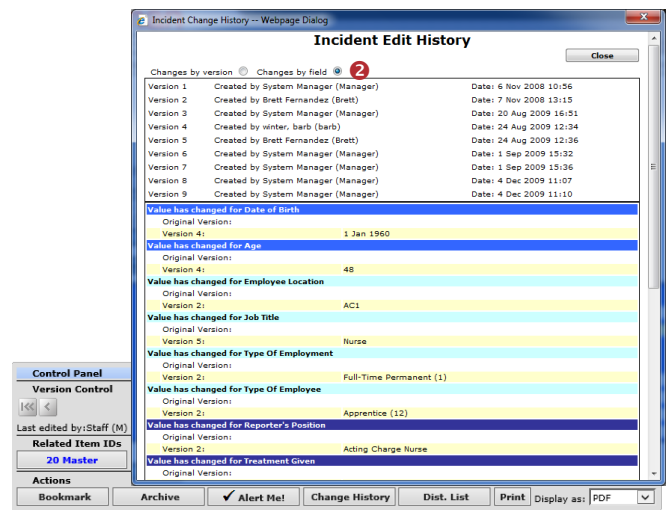 Incident Change History -- Webpage Dialog
Incident Edit History
Close
Changes by version Changes by field 2
Version 1 Created by System Manager (Manager) Date: 6 Nov 2008 10:56
Version 2 Created by Brett Fernandez (Brett) Date: 7 Nov 2008 13:15
Version 3 Created by System Manager (Manager) Date: 20 Aug 2009 16:51
Version 4 Created by winter, barb (barb) Date: 24 Aug 2009 12:34
Version 5 Created by Brett Fernandez (Brett) Date: 24 Aug 2009 12:36
Version 6 Created by System Manager (Manager) Date: 1 Sep 2009 15:32
Version 7 Created by System Manager (Manager) Date: 1 Sep 2009 15:36
Version 8 Created by System Manager (Manager) Date: 4 Dec 2009 11:07
Version 9 Created by System Manager (Manager) Date: 4 Dec 2009 11:10
Value has changed for Date of Birth
Original Version:
Version 4: 1 Jan 1960
Value has changed for Age
Original Version:
Version 4: 48
Value has changed for Employee Location
Original Version:
Version 2: AC1
Value has changed for Job Title
Original Version:
Version 5: Nurse
Value has changed for Type Of Employment
Original Version:
Version 2: Full-Time Permanent (1)
Value has changed for Type Of Employee
Original Version:
Version 2: Apprentice (12)
Value has changed for Reporter's Position
Original Version:
Version 2: Acting Charge Nurse
Value has changed for Treatment Given
Original Version:
Control Panel
Version Control
Last edited by:Staff (M)
Related Item IDs
20 Master
Actions
Bookmark Archive Alert Me! Change History Dist. List Print Display as: PDF